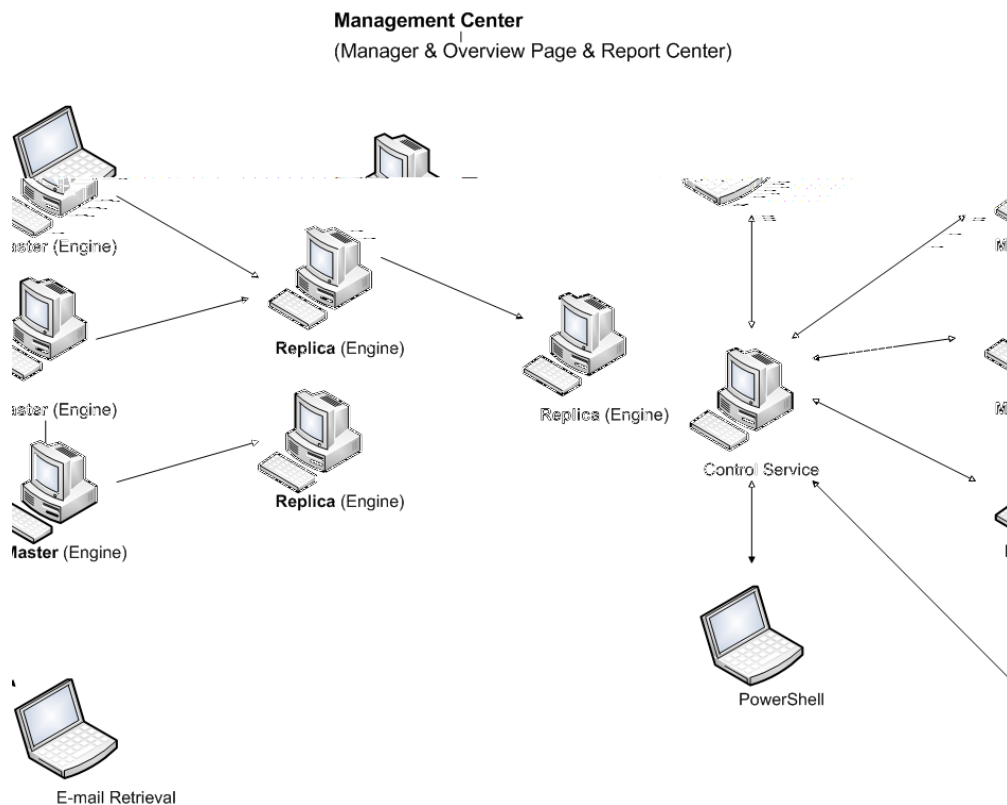 Management Center
(Manager & Overview Page & Report Center)
(Engine)
Replica (Engine)
(Engine)
Replica (Engine)
Control Service
Replica (Engine)
Master (Engine)
PowerShell
E-mail Retrieval